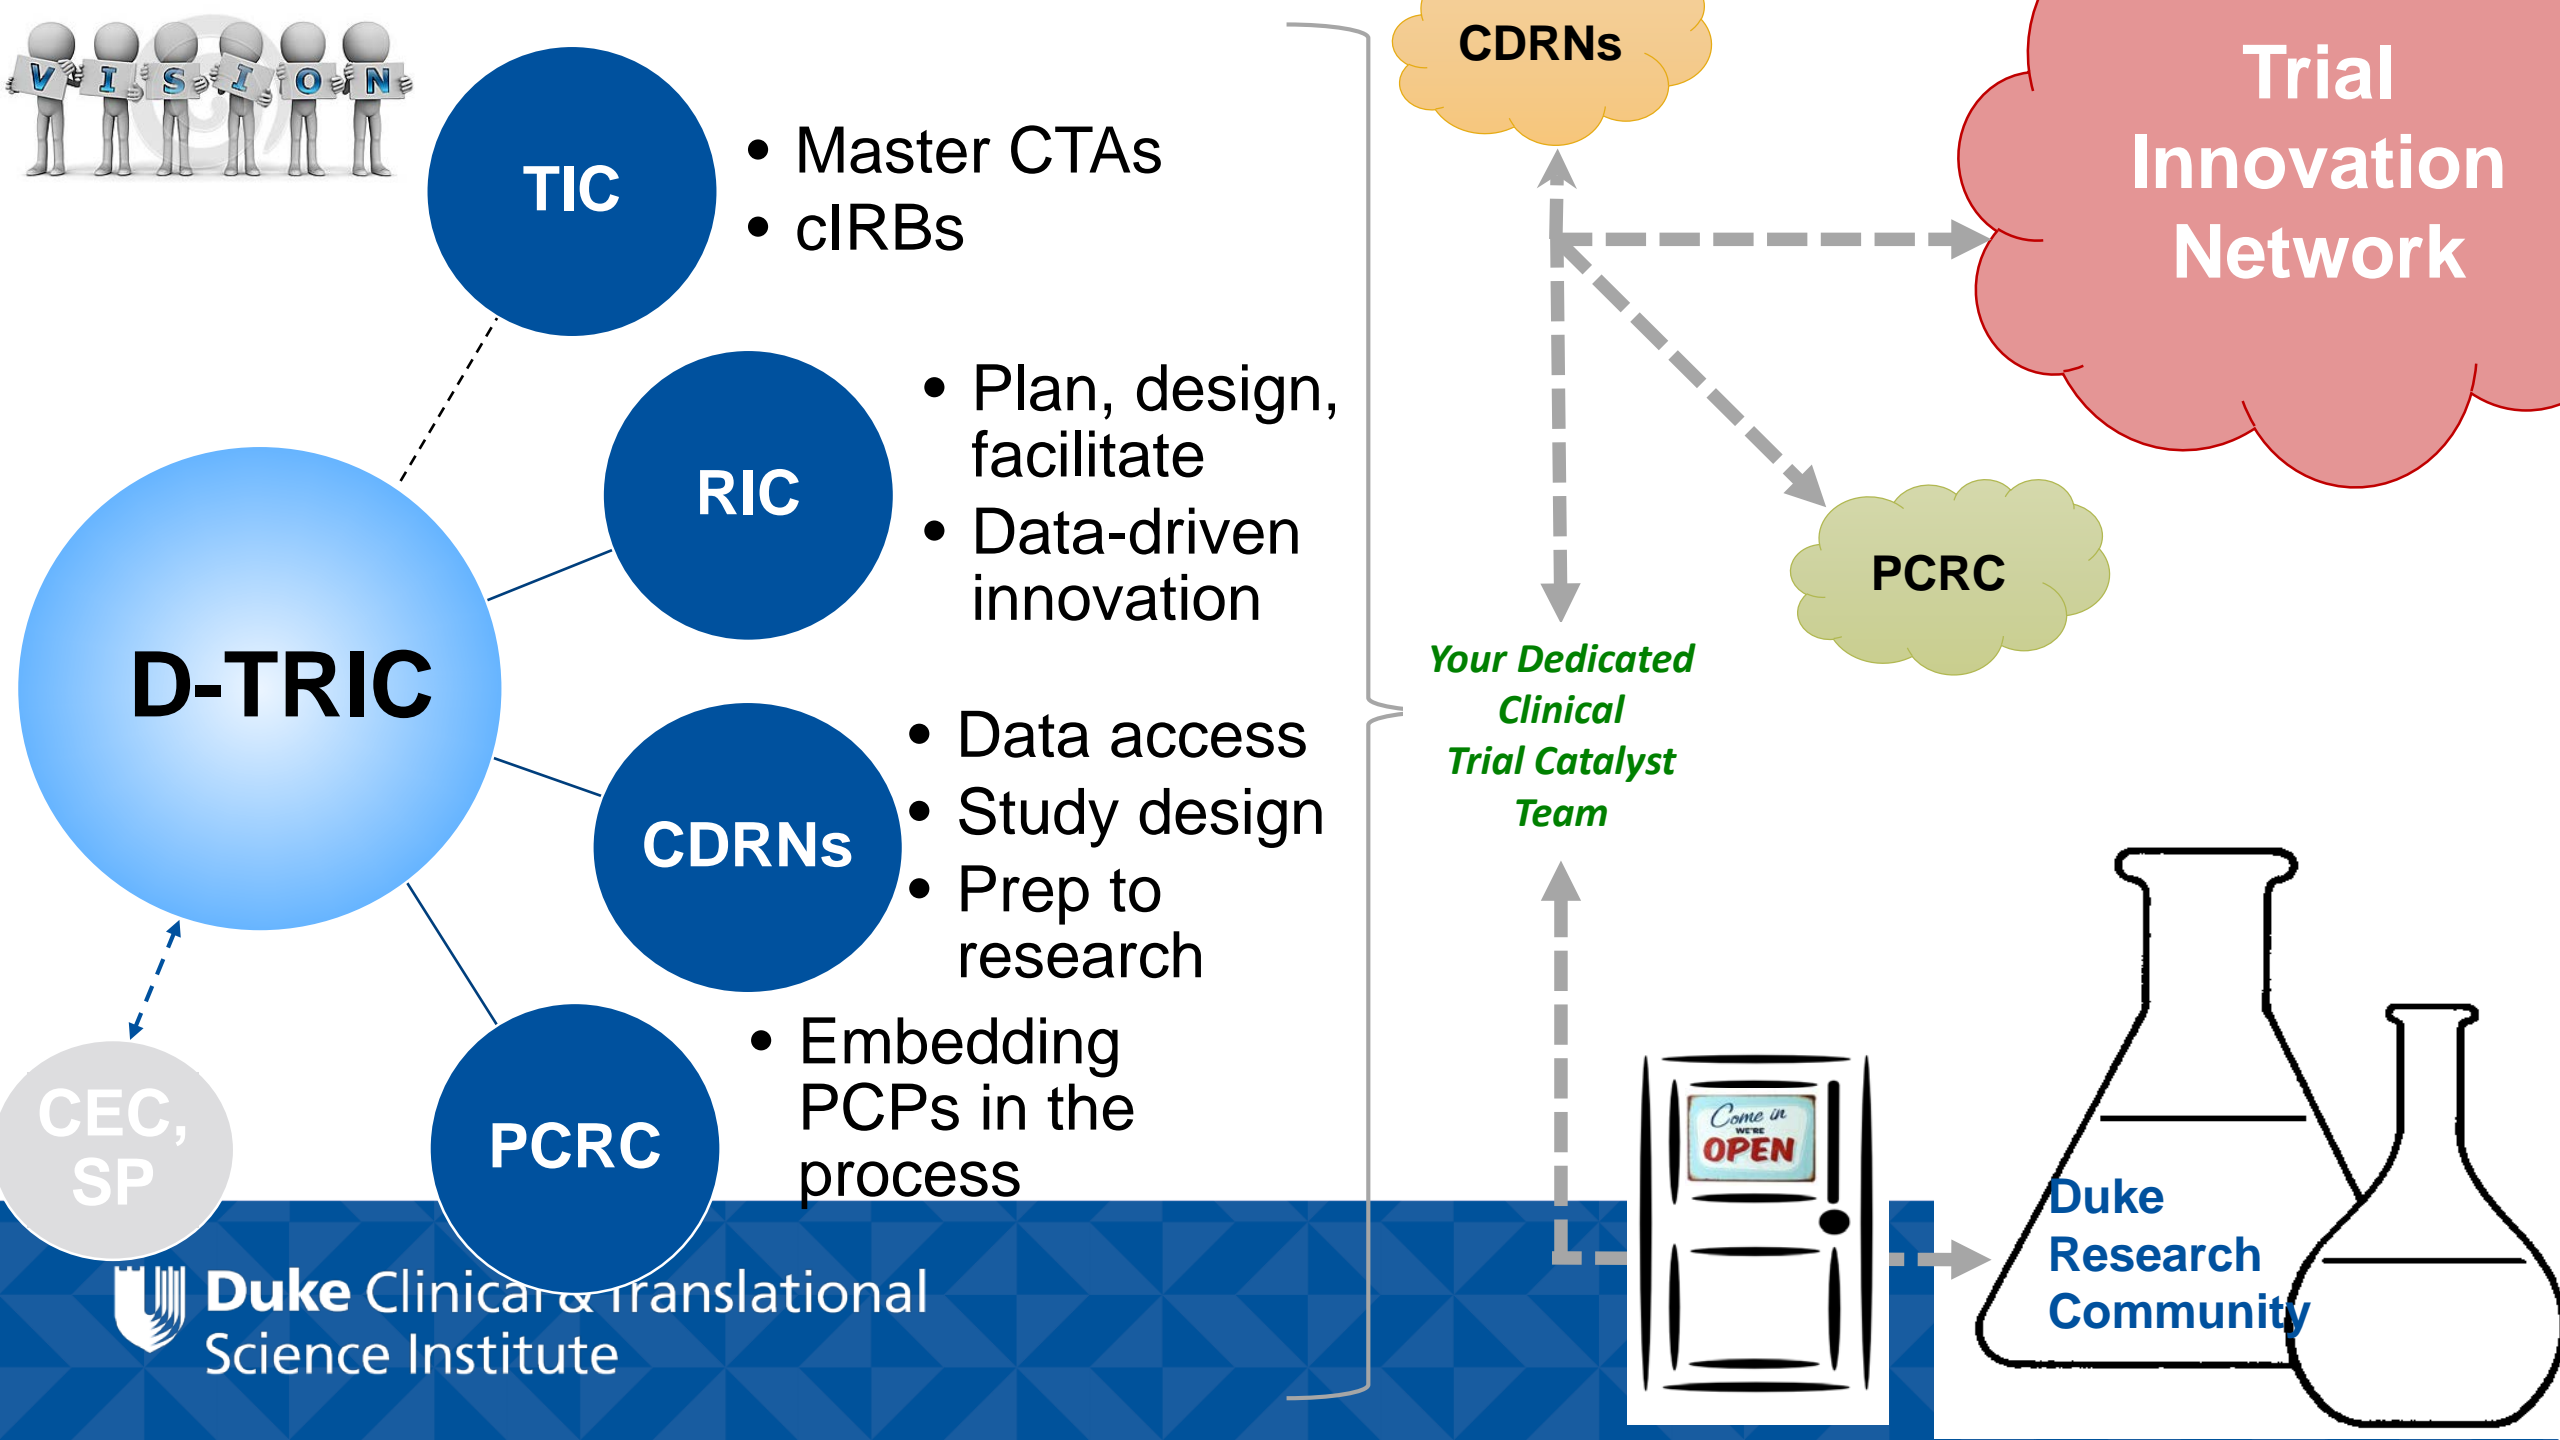 VISION
TIC
• Master CTAs
• cIRBs
RIC
• Plan, design,
facilitate
• Data-driven
innovation
D-TRIC
CDRNs
• Data access
• Study design
• Prep to
research
PCRC
• Embedding
PCPs in the
process
CEC,
SP
Duke Clinical & Translational
Science Institute
CDRNs
Trial
Innovation
Network
PCRC
Your Dedicated
Clinical
Trial Catalyst
Team
Come in
WE'RE
OPEN
Duke
Research
Community